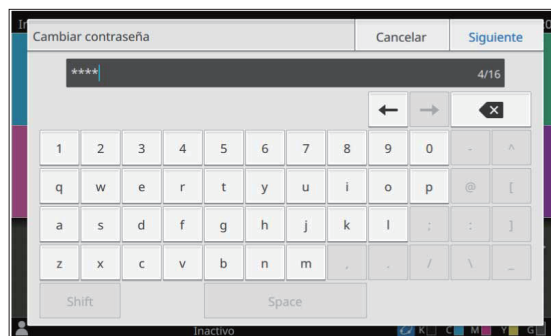 Cambiar contraseña Cancelar Siguiente
**** 4/16
1 2 3 4 5 6 7 8 9 0 - ^
q w e r t y u i o p @ [
a s d f g h j k l ; : ]
z x c v b n m , . / \ _
Shift Space
Inactivo K C M Y G